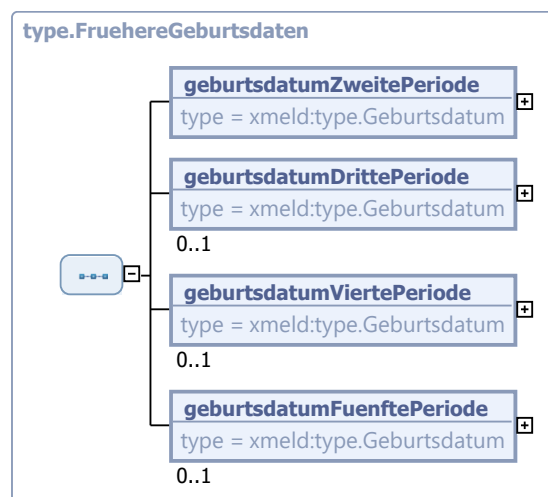 type.FruehereGeburtsdaten
geburtsdatumZweitePeriode
type = xmeld:type.Geburtsdatum
geburtsdatumDrittePeriode
type = xmeld:type.Geburtsdatum
0..1
geburtsdatumViertePeriode
type = xmeld:type.Geburtsdatum
0..1
geburtsdatumFuenftePeriode
type = xmeld:type.Geburtsdatum
0..1